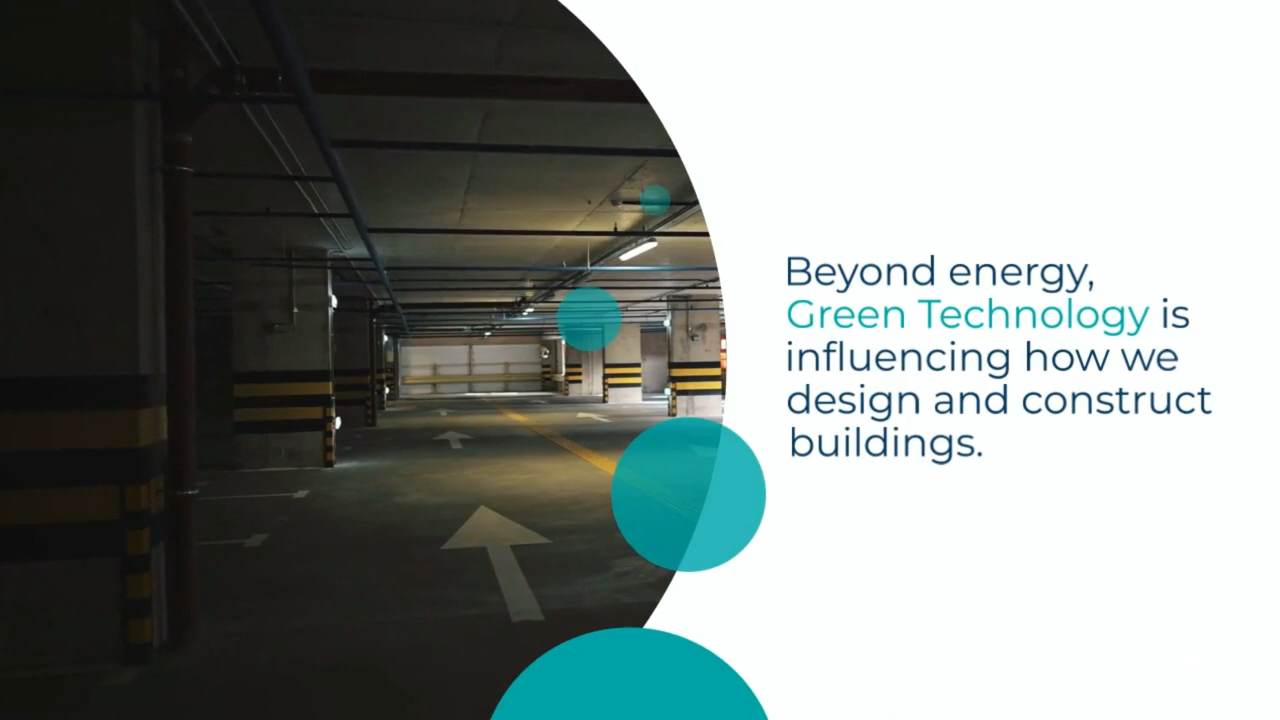 Beyond energy,
Green Technology is
influencing how we
design and construct
buildings.